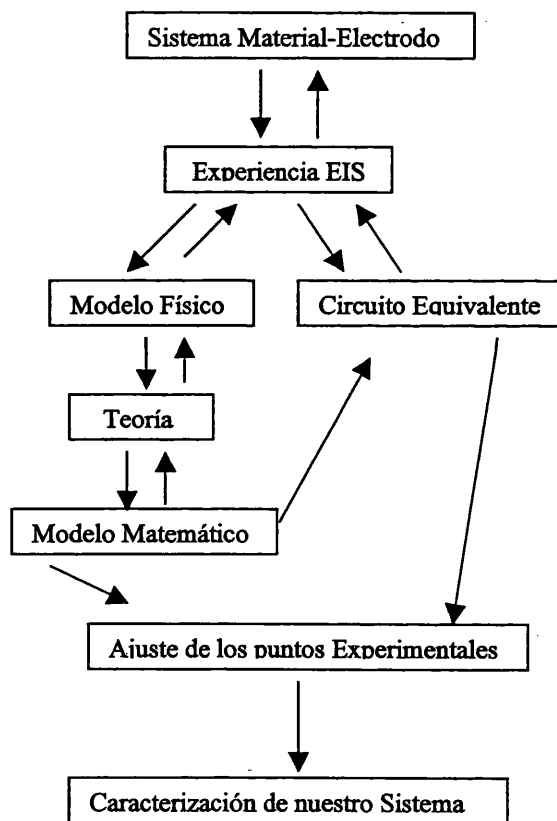 Sistema Material-Electrodo
Experiencia EIS
Modelo Físico
Circuito Equivalente
Teoría
Modelo Matemático
Ajuste de los puntos Experimentales
Caracterización de nuestro Sistema